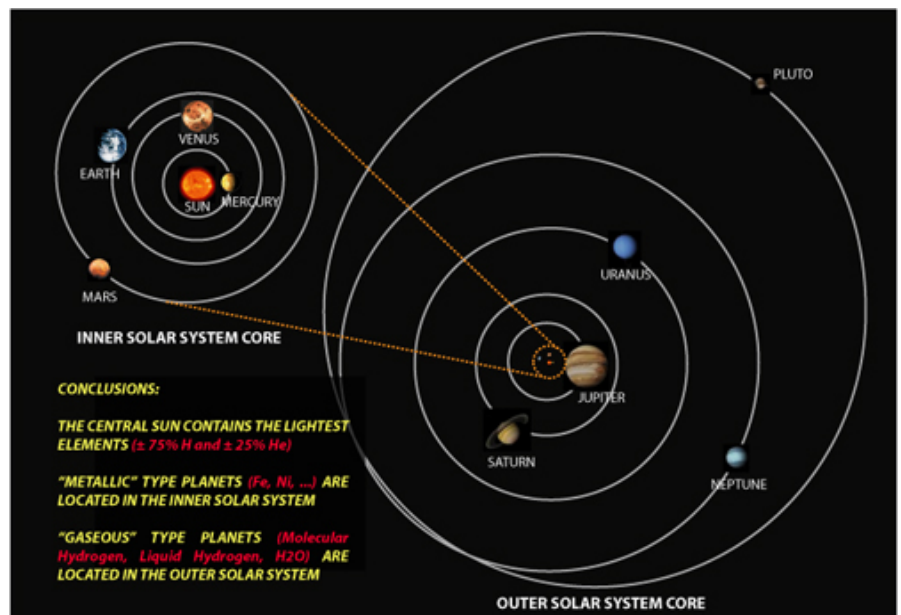 PLUTO
VENUS
EARTH
SUN
MERCURY
MARS
INNER SOLAR SYSTEM CORE
URANUS
JUPITER
SATURN
NEPTUNE
CONCLUSIONS:
THE CENTRAL SUN CONTAINS THE LIGHTEST
ELEMENTS (± 75% H and ± 25% He)
"METALLIC" TYPE PLANETS (Fe, Ni, ...) ARE
LOCATED IN THE INNER SOLAR SYSTEM
"GASEOUS" TYPE PLANETS (Molecular
Hydrogen, Liquid Hydrogen, H2O) ARE
LOCATED IN THE OUTER SOLAR SYSTEM
OUTER SOLAR SYSTEM CORE